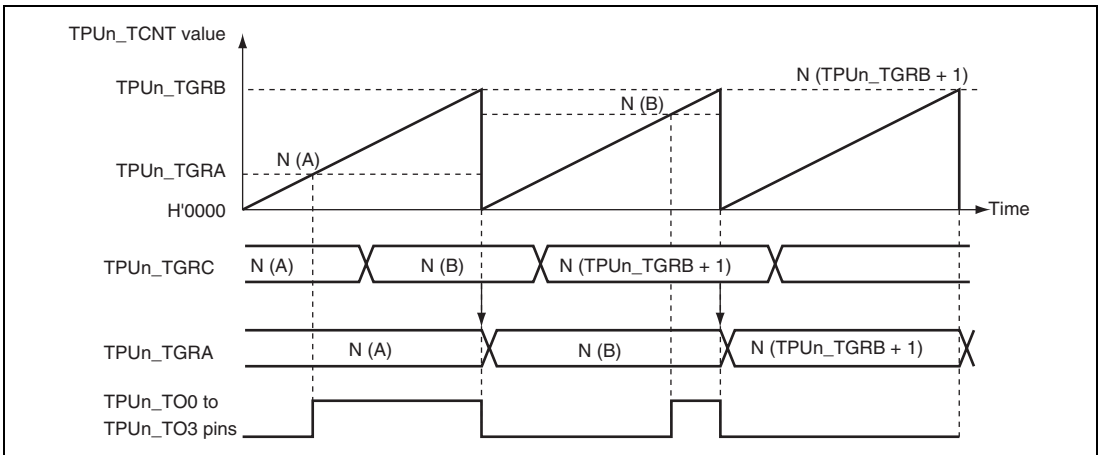 TPUn_TCNT value
N (TPUn_TGRB + 1)
TPUn_TGRB
N (B)
N (A)
TPUn_TGRA
H'0000
Time
TPUn_TGRC
N (A)
N (B)
N (TPUn_TGRB + 1)
TPUn_TGRA
N (A)
N (B)
N (TPUn_TGRB + 1)
TPUn_TO0 to
TPUn_TO3 pins